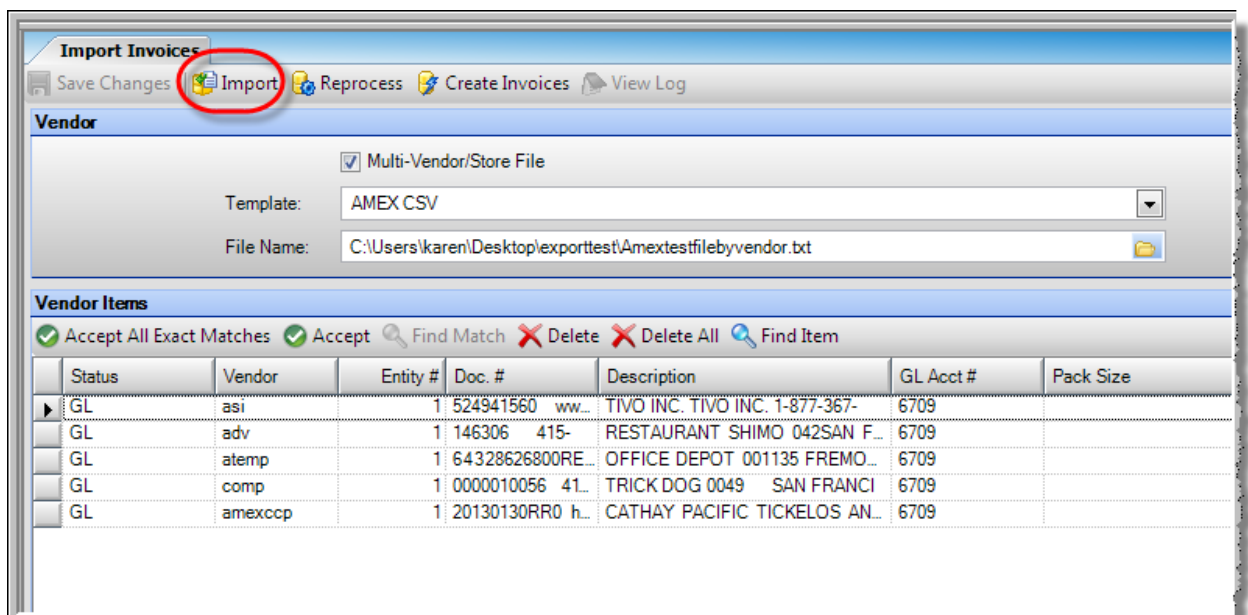 Import Invoices
Save Changes Import Reprocess Create Invoices View Log
Vendor
Multi-Vendor/Store File
Template: AMEX CSV
File Name: C:\Users\karen\Desktop\exporttest\Amextestfilebyvendor.txt
Vendor Items
Accept All Exact Matches Accept Find Match Delete Delete All Find Item
Status Vendor Entity # Doc. # Description GL Acct # Pack Size
GL asi 1 524941560 ww... TIVO INC. TIVO INC. 1-877-367- 6709
GL adv 1 146306 415- RESTAURANT SHIMO 042SAN F... 6709
GL atemp 1 64328626800RE... OFFICE DEPOT 001135 FREMO... 6709
GL comp 1 0000010056 41... TRICK DOG 0049 SAN FRANCI 6709
GL amexccp 1 20130130RR0 h... CATHAY PACIFIC TICKELOS AN... 6709